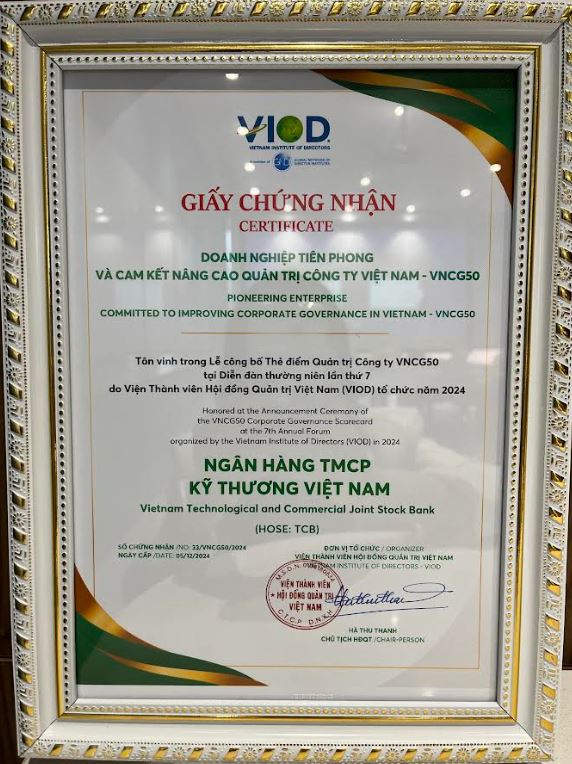 VIOD
VIETNAM INSTITUTE OF DIRECTORS
GLOBAL NETWORK OF
DIRECTOR INSTITUTES
GIẤY CHỨNG NHẬN
CERTIFICATE
DOANH NGHIỆP TIÊN PHONG
VÀ CAM KẾT NÂNG CAO QUẢN TRỊ CÔNG TY VIỆT NAM - VNCG50
PIONEERING ENTERPRISE
COMMITTED TO IMPROVING CORPORATE GOVERNANCE IN VIETNAM - VNCG50
Tôn vinh trong Lễ công bố Thẻ điểm Quản trị Công ty VNCG50
tại Diễn đàn thường niên lần thứ 7
do Viện Thành viên Hội đồng Quản trị Việt Nam (VIOD) tổ chức năm 2024
Honored at the Announcement Ceremony of
the VNCG50 Corporate Governance Scorecard
at the 7th Annual Forum
organized by the Vietnam Institute of Directors (VIOD) in 2024
NGÂN HÀNG TMCP
KỸ THƯƠNG VIỆT NAM
Vietnam Technological and Commercial Joint Stock Bank
(HOSE: TCB)
SỐ CHỨNG NHẬN /NO: 33/VNCG50/2024
NGÀY CẤP /DATE: 05/12/2024
ĐƠN VỊ TỔ CHỨC / ORGANIZER
VIỆN THÀNH VIÊN HỘI ĐỒNG QUẢN TRỊ VIỆT NAM
INSTITUTE OF DIRECTORS - VIOD
M.S.D.N:
VIỆN THÀNH VIÊN
HỘI ĐỒNG QUẢN TRỊ
VIỆT NAM
C.T.C.P
HÀ THU THANH
CHỦ TỊCH HĐQT /CHAIR-PERSON